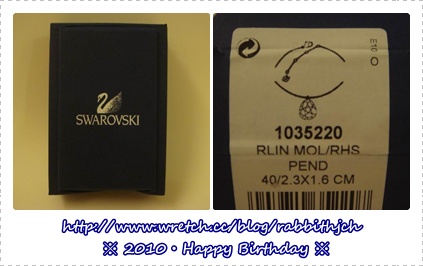 SWAROVSKI
E10
1035220
RLIN MOL/RHS
PEND
40/2.3X1.6 CM
http://www.wretch.cc/blog/rabbithjch
※ 2010・Happy Birthday ※